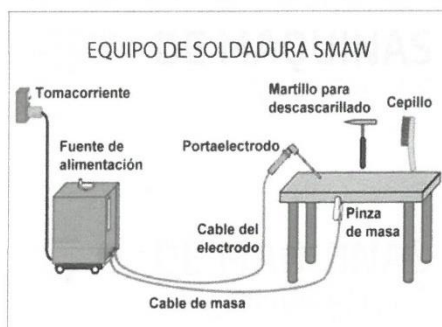 EQUIPO DE SOLDADURA SMAW
Tomacorriente
Martillo para
descascarillado
Cepillo
Fuente de
alimentación
Portaelectrodo
Cable del
electrodo
Pinza
de masa
Cable de masa